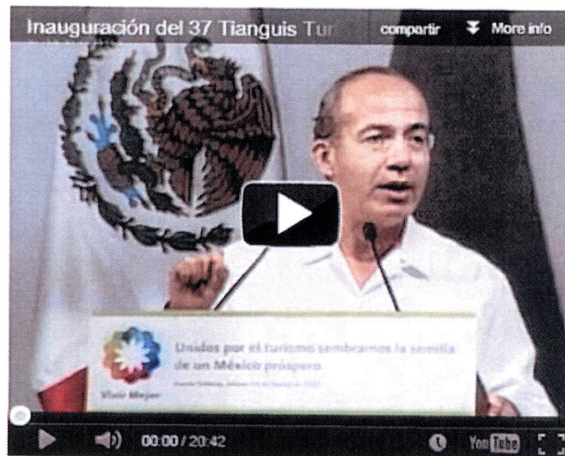 Inauguración del 37 Tianguis Tur
compartir
More info
Unidos por el turismo sembramos la semilla
de un México próspero
Vivir Mejor
00:00 / 20:42
YouTube